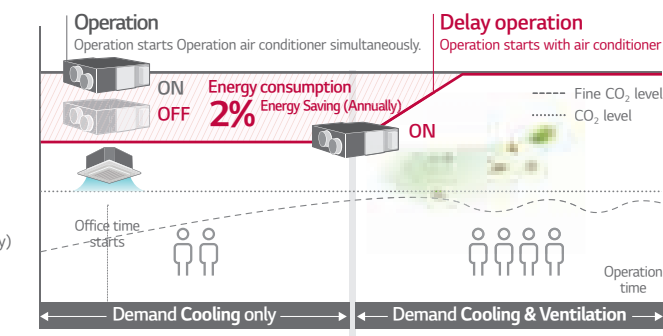 Operation
Operation starts Operation air conditioner simultaneously.
Delay operation
Operation starts with air conditioner
ON
OFF
Energy consumption
2% Energy Saving (Annually)
ON
Fine CO₂ level
CO₂ level
Office time
starts
y)
Operation
time
Demand Cooling only
Demand Cooling & Ventilation